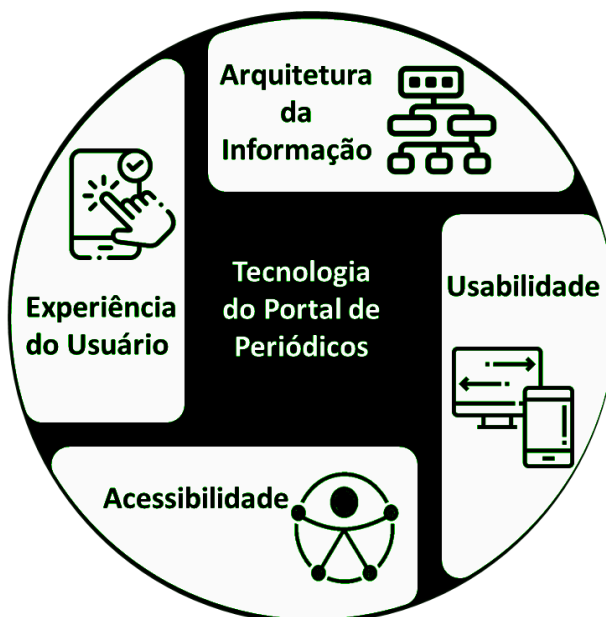 Arquitetura
da
Informação
Experiência
do Usuário
Tecnologia
do Portal de
Periódicos
Usabilidade
Acessibilidade